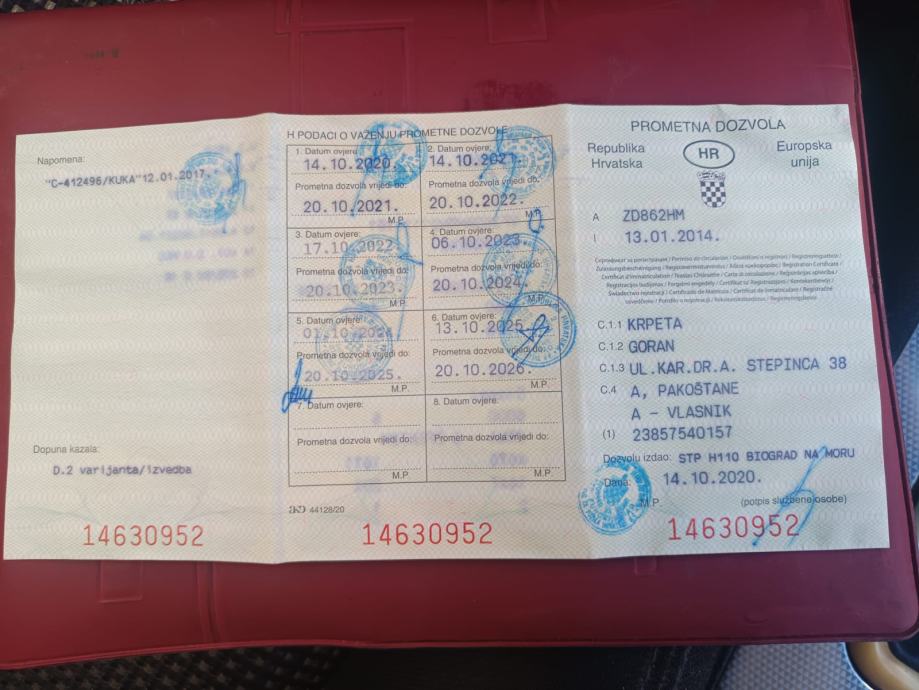 Napomena:
"C-412496/KUKA"12.01.2017.
Dopuna kazala:
D.2 varijanta/izvedba
14630952
H PODACI O VAŽENJU PROMETNE DOZVOLE
1. Datum ovjere:
14.10.2020.
Prometna dozvola vrijedi do:
20.10.2021.
M.P.
2. Datum ovjere:
14.10.2021.
Prometna dozvola vrijedi do:
20.10.2022.
M.P.
3. Datum ovjere:
17.10.2022.
Prometna dozvola vrijedi do:
20.10.2023.
M.P.
4. Datum ovjere:
06.10.2023.
Prometna dozvola vrijedi do:
20.10.2024.
M.P.
5. Datum ovjere:
01.10.2024.
Prometna dozvola vrijedi do:
20.10.2025.
M.P.
6. Datum ovjere:
13.10.2025.
Prometna dozvola vrijedi do:
20.10.2026.
M.P.
7. Datum ovjere:
Prometna dozvola vrijedi do:
M.P.
8. Datum ovjere:
Prometna dozvola vrijedi do:
M.P.
44128/20
14630952
PROMETNA DOZVOLA
Republika
Hrvatska
HR
Europska
unija
A ZD862HM
I 13.01.2014.
C.1.1 KRPETA
C.1.2 GORAN
C.1.3 UL.KAR.DR.A. STEPINCA 38
C.4 A, PAKOŠTANE
A - VLASNIK
(1) 23857540157
Dozvolu izdao: STP H110 BIOGRAD NA MORU
Dana: 14.10.2020.
M.P. (potpis službene osobe)
14630952